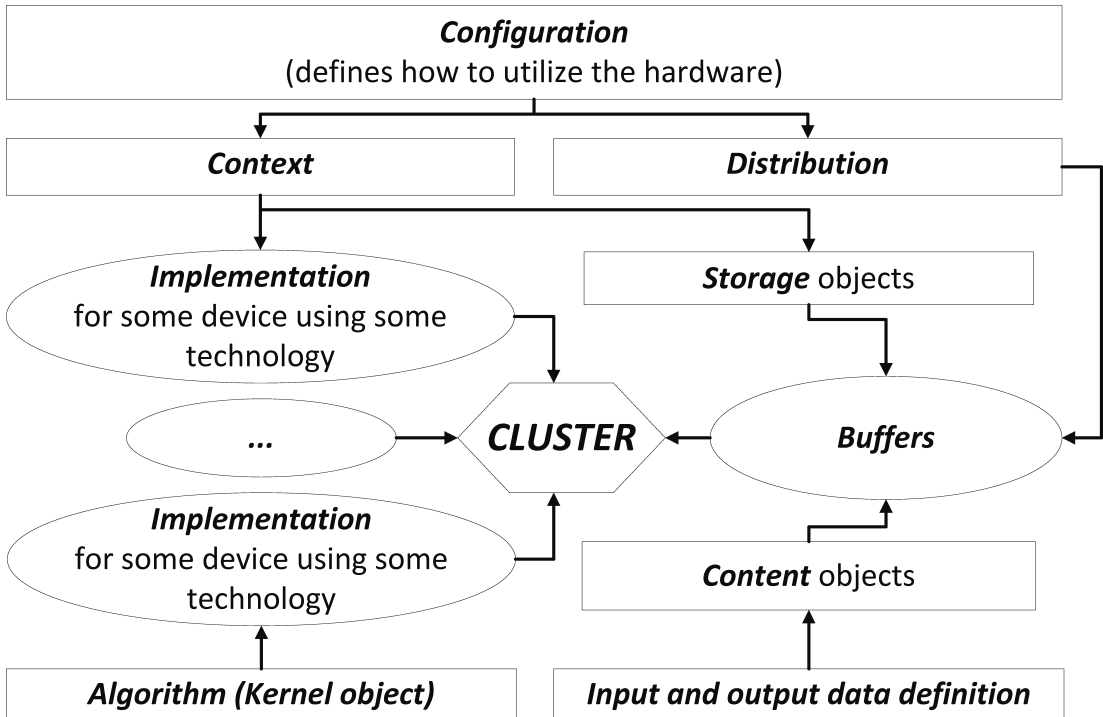 Configuration
(defines how to utilize the hardware)
Context
Distribution
Implementation
for some device using some
technology
Storage objects
...
CLUSTER
Buffers
Implementation
for some device using some
technology
Content objects
Algorithm (Kernel object)
Input and output data definition